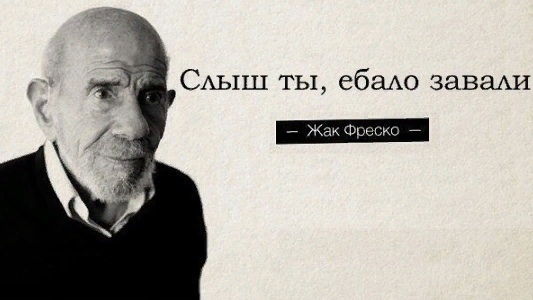 Слыш ты, ебало завали
— Жак Фреско —